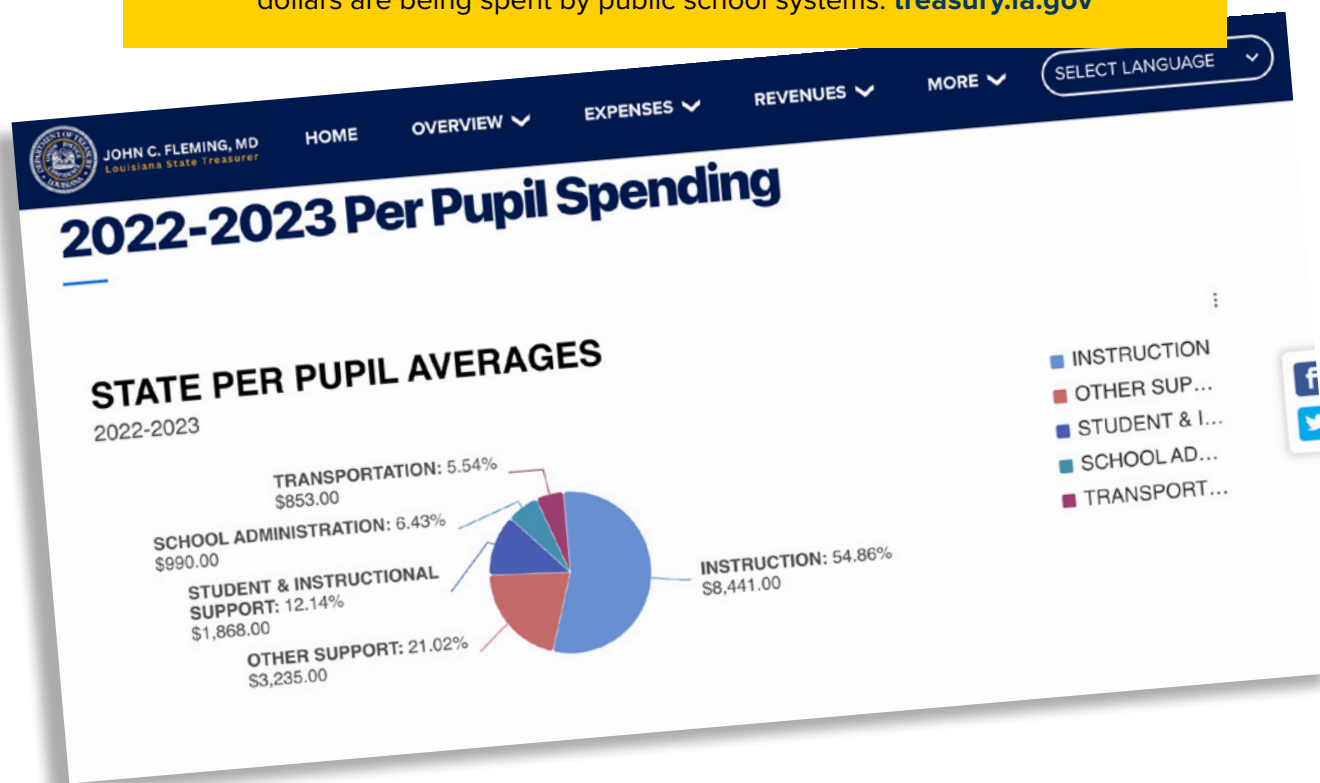 dollars are being spent by public school systems. treasury.la.gov
JOHN C. FLEMING, MD
Louisiana State Treasurer
HOME
OVERVIEW
EXPENSES
REVENUES
MORE
SELECT LANGUAGE
2022-2023 Per Pupil Spending
STATE PER PUPIL AVERAGES
2022-2023
TRANSPORTATION: 5.54%
$853.00
SCHOOL ADMINISTRATION: 6.43%
$990.00
STUDENT & INSTRUCTIONAL
SUPPORT: 12.14%
$1,868.00
OTHER SUPPORT: 21.02%
$3,235.00
INSTRUCTION: 54.86%
$8,441.00
INSTRUCTION
OTHER SUP...
STUDENT & I...
SCHOOL AD...
TRANSPORT...